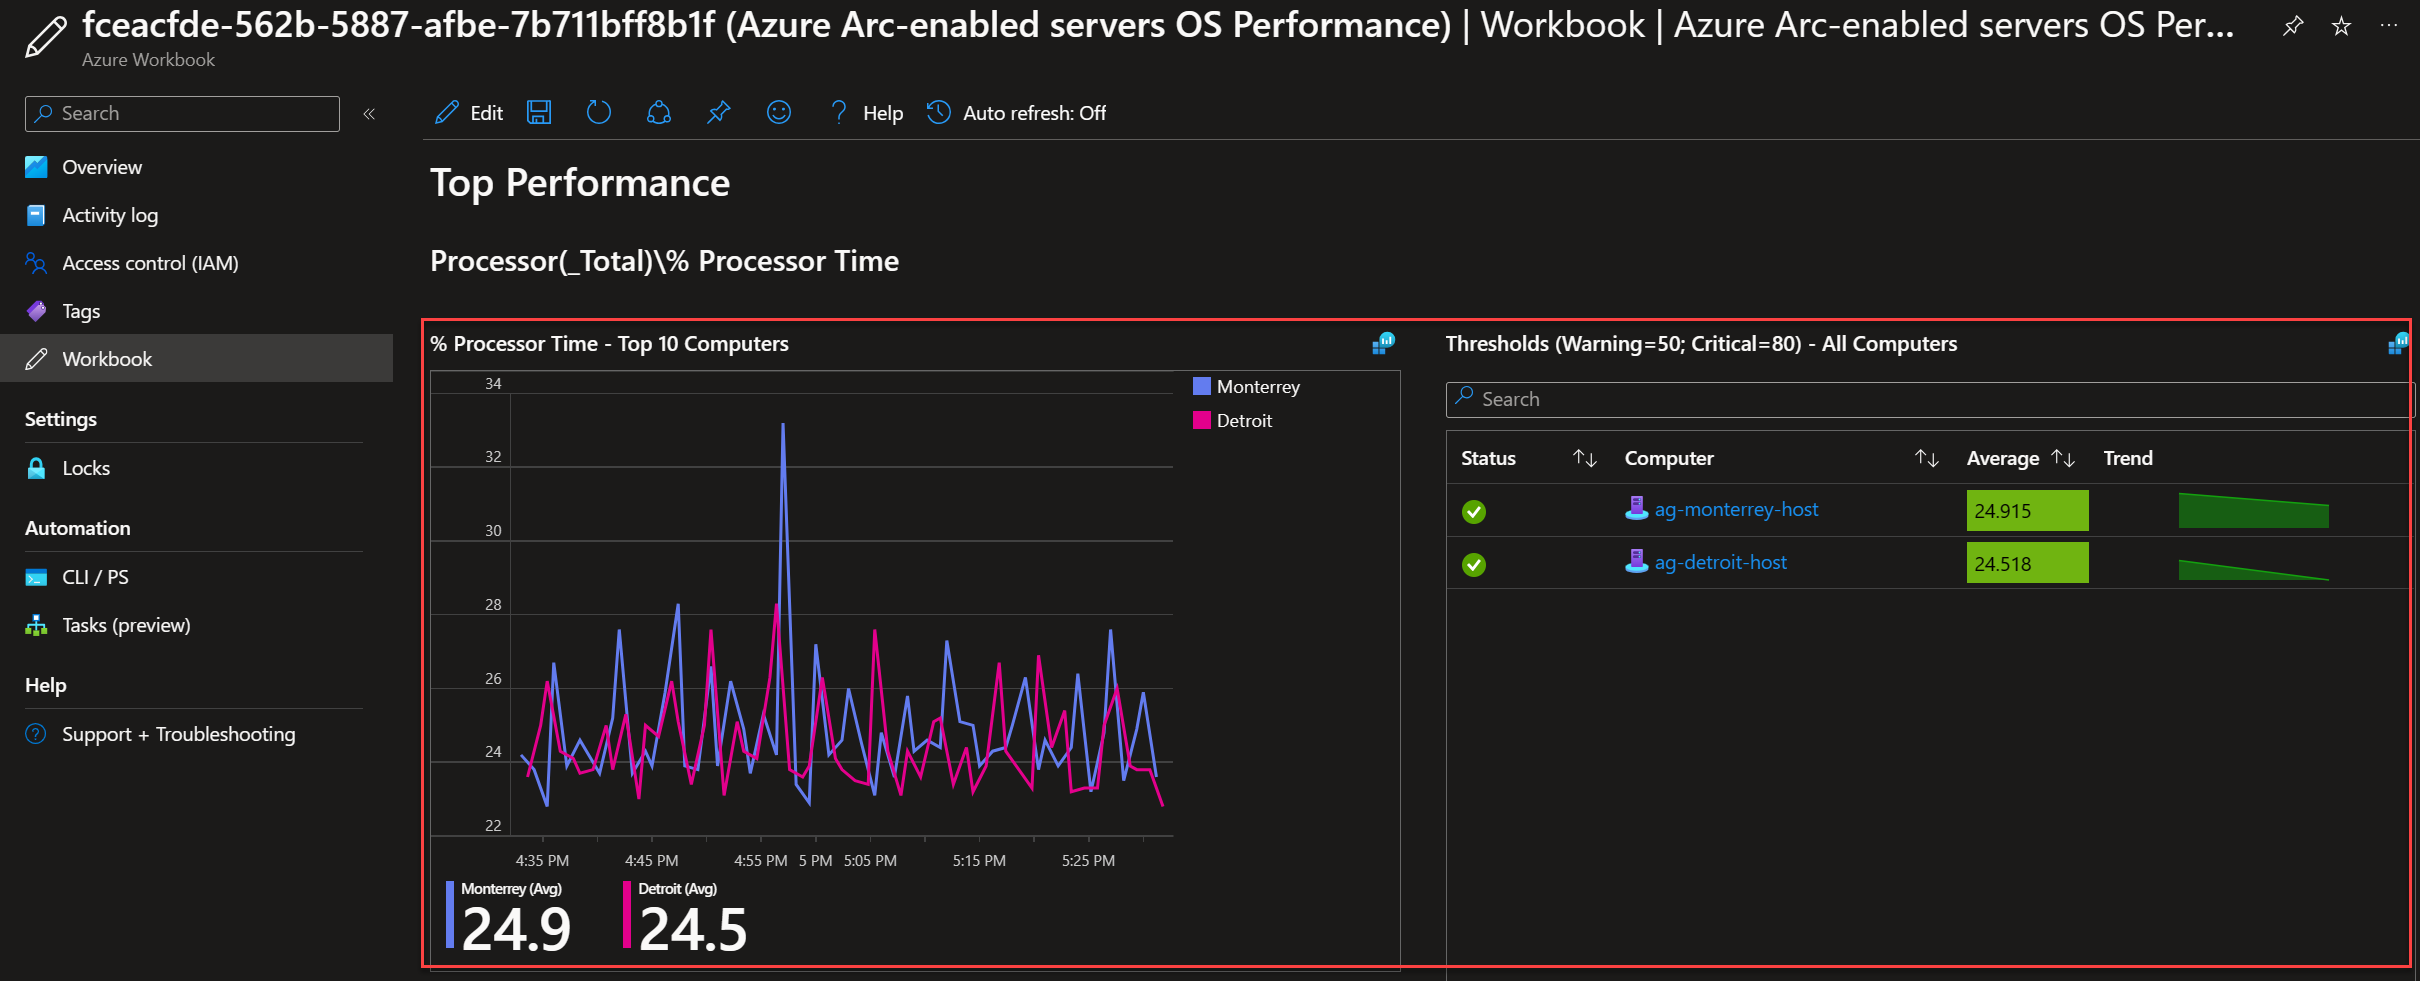 fceacfde-562b-5887-afbe-7b711bff8b1f (Azure Arc-enabled servers OS Performance) | Workbook | Azure Arc-enabled servers OS Per...
Azure Workbook
Search
Overview
Activity log
Access control (IAM)
Tags
Workbook
Settings
Locks
Automation
CLI / PS
Tasks (preview)
Help
Support + Troubleshooting
Edit
Help
Auto refresh: Off
Top Performance
Processor(_Total)\% Processor Time
% Processor Time - Top 10 Computers
34
32
30
28
26
24
22
4:35 PM 4:45 PM 4:55 PM 5 PM 5:05 PM 5:15 PM 5:25 PM
Monterrey
Detroit
Monterrey (Avg)
24.9
Detroit (Avg)
24.5
Thresholds (Warning=50; Critical=80) - All Computers
Search
Status Computer Average Trend
ag-monterrey-host 24.915
ag-detroit-host 24.518